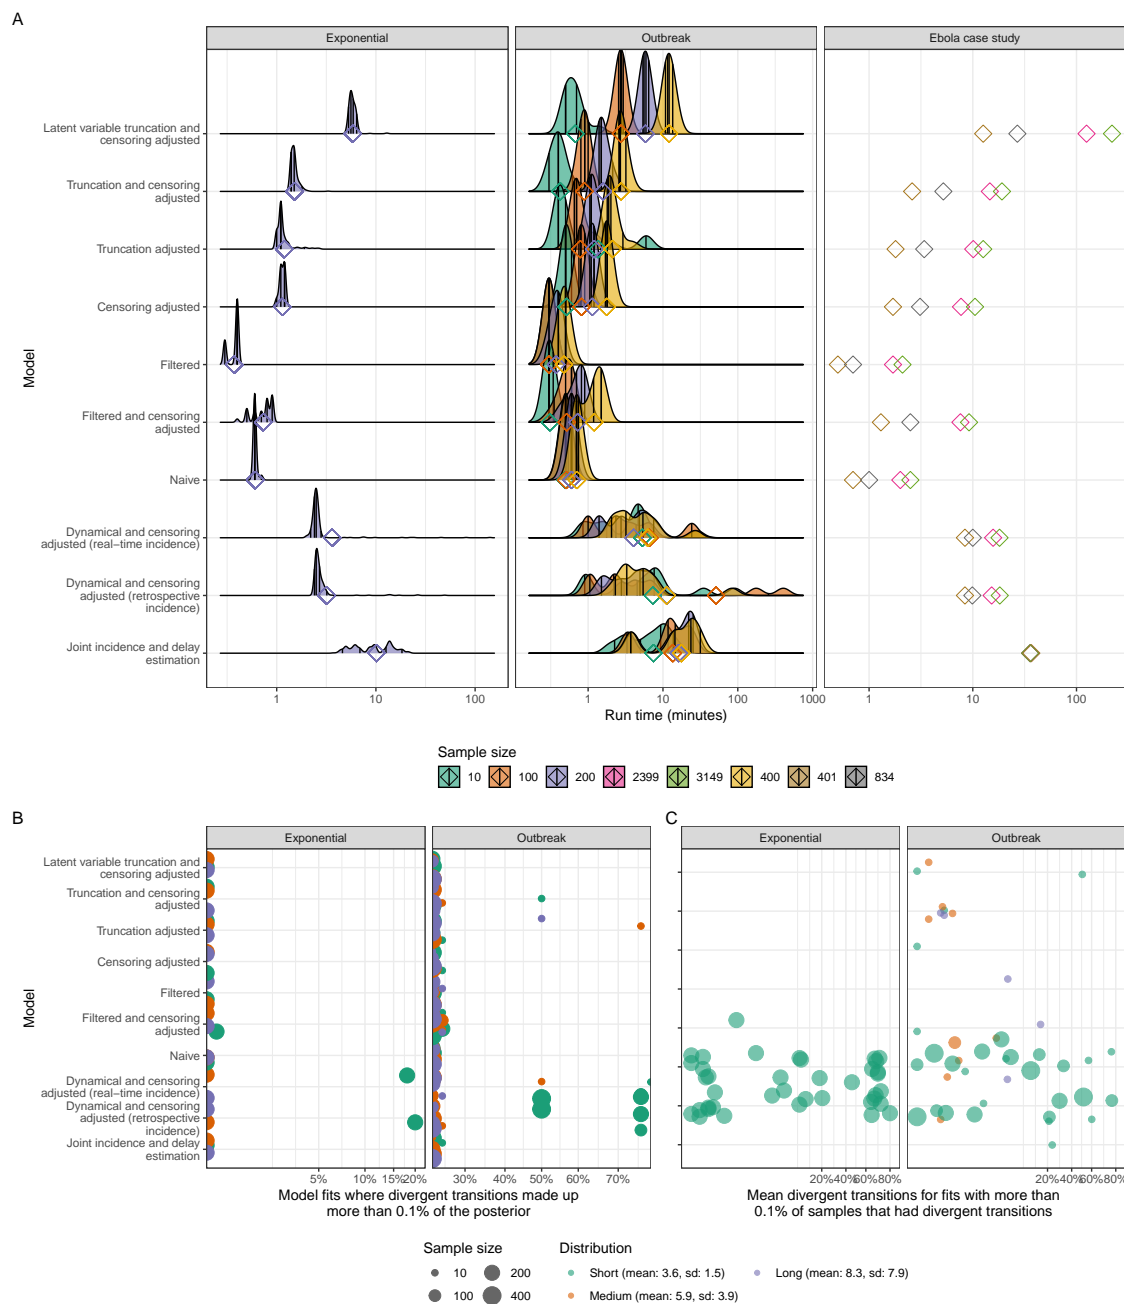 A
Exponential
Outbreak
Ebola case study
Model
Latent variable truncation and
censoring adjusted
Truncation and censoring
adjusted
Truncation adjusted
Censoring adjusted
Filtered
Filtered and censoring
adjusted
Naive
Dynamical and censoring
adjusted (real−time incidence)
Dynamical and censoring
adjusted (retrospective
incidence)
Joint incidence and delay
estimation
1 10 100
1 10 100 1000
1 10 100
Run time (minutes)
Sample size
10 100 200 2399 3149 400 401 834
B
Exponential
Outbreak
Model
Latent variable truncation and
censoring adjusted
Truncation and censoring
adjusted
Truncation adjusted
Censoring adjusted
Filtered
Filtered and censoring
adjusted
Naive
Dynamical and censoring
adjusted (real−time incidence)
Dynamical and censoring
adjusted (retrospective
incidence)
Joint incidence and delay
estimation
5% 10% 15% 20%
30% 40% 50% 60% 70%
Model fits where divergent transitions made up
more than 0.1% of the posterior
C
Exponential
Outbreak
20% 40% 60% 80%
20% 40% 60% 80%
Mean divergent transitions for fits with more than
0.1% of samples that had divergent transitions
Sample size
10 200
100 400
Distribution
Short (mean: 3.6, sd: 1.5) Long (mean: 8.3, sd: 7.9)
Medium (mean: 5.9, sd: 3.9)